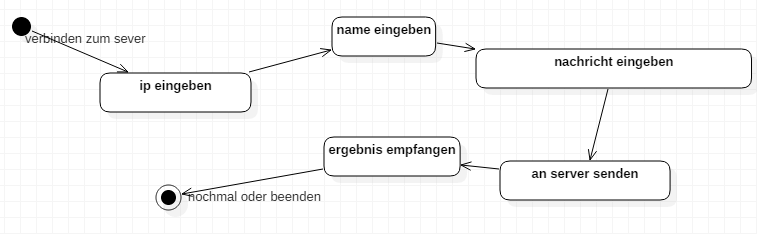 verbinden zum sever
ip eingeben
name eingeben
nachricht eingeben
an server senden
ergebnis empfangen
nochmal oder beenden